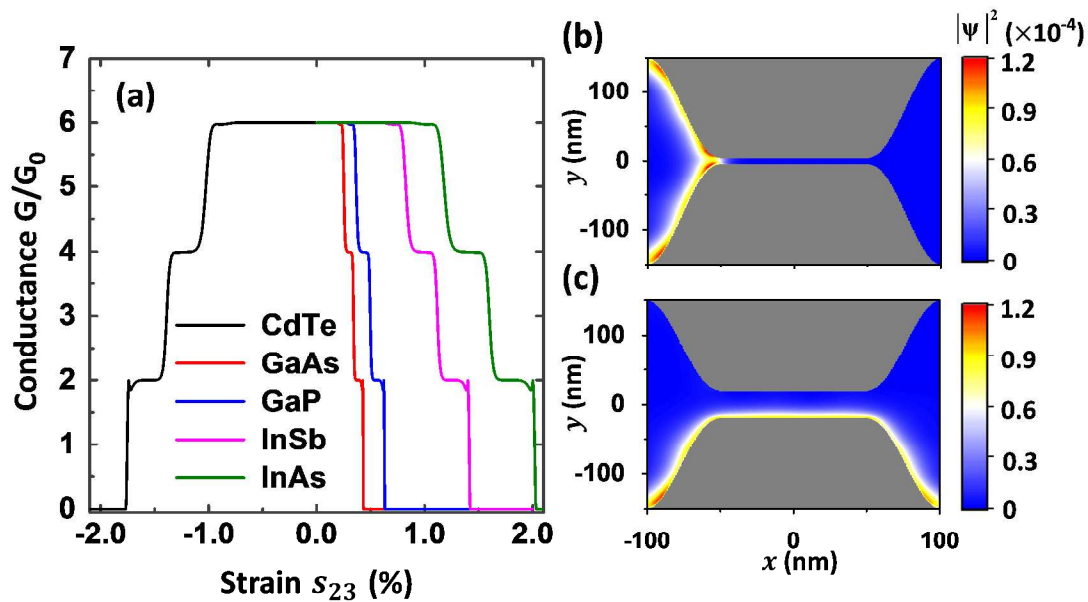 (a)
Conductance G/G₀
7
6
5
4
3
2
1
0
CdTe
GaAs
GaP
InSb
InAs
-2.0 -1.0 0.0 1.0 2.0
Strain s₂₃ (%)
(b)
|ψ|² (×10⁻⁴)
y (nm)
100
0
-100
1.2
0.9
0.6
0.3
0
(c)
y (nm)
100
0
-100
1.2
0.9
0.6
0.3
0
-100 0 100
x (nm)